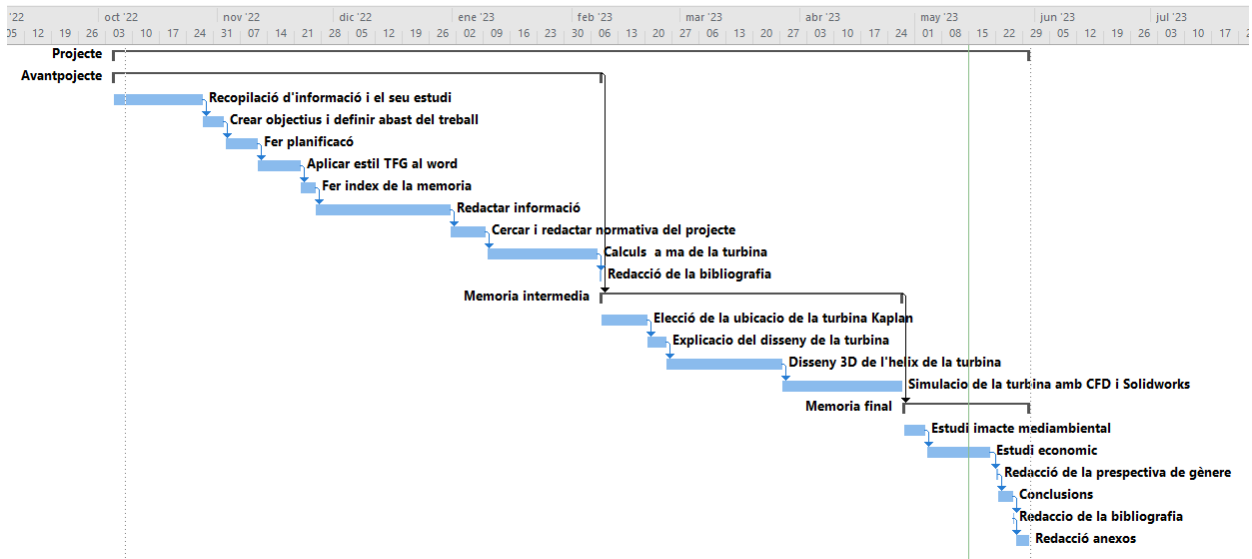 '22 oct '22 nov '22 dic '22 ene '23 feb '23 mar '23 abr '23 may '23 jun '23 jul '23
05 12 19 26 03 10 17 24 31 07 14 21 28 05 12 19 26 02 09 16 23 30 06 13 20 27 06 13 20 27 03 10 17 24 01 08 15 22 29 05 12 19 26 03 10 17 2
Projecte
Avantpojecte
Recopilació d'informació i el seu estudi
Crear objectius i definir abast del treball
Fer planificacó
Aplicar estil TFG al word
Fer index de la memoria
Redactar informació
Cercar i redactar normativa del projecte
Calculs a ma de la turbina
Redacció de la bibliografia
Memoria intermedia
Elecció de la ubicacio de la turbina Kaplan
Explicacio del disseny de la turbina
Disseny 3D de l'helix de la turbina
Simulacio de la turbina amb CFD i Solidworks
Memoria final
Estudi imacte mediambiental
Estudi economic
Redacció de la prespectiva de gènere
Conclusions
Redaccio de la bibliografia
Redacció anexos